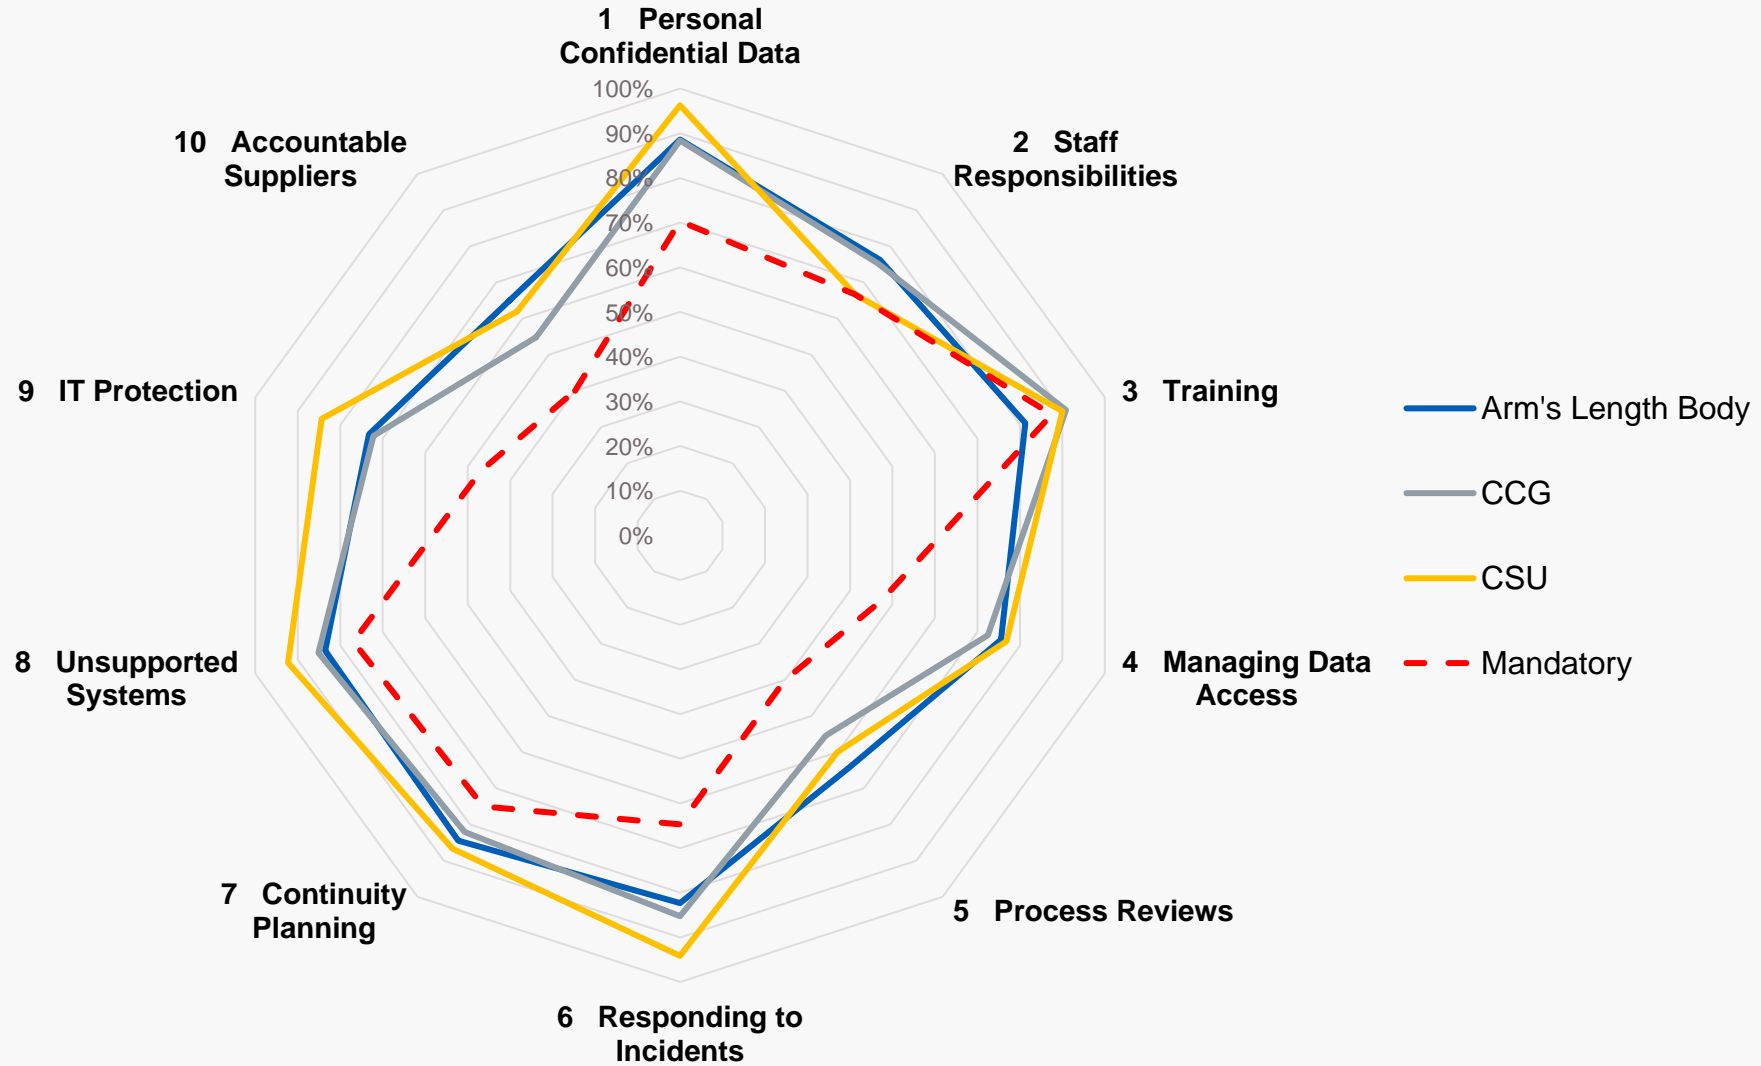 1 Personal
Confidential Data
100%
90%
80%
70%
60%
50%
40%
30%
20%
10%
0%
2 Staff
Responsibilities
3 Training
4 Managing Data
Access
5 Process Reviews
6 Responding to
Incidents
7 Continuity
Planning
8 Unsupported
Systems
9 IT Protection
10 Accountable
Suppliers
Arm's Length Body
CCG
CSU
Mandatory